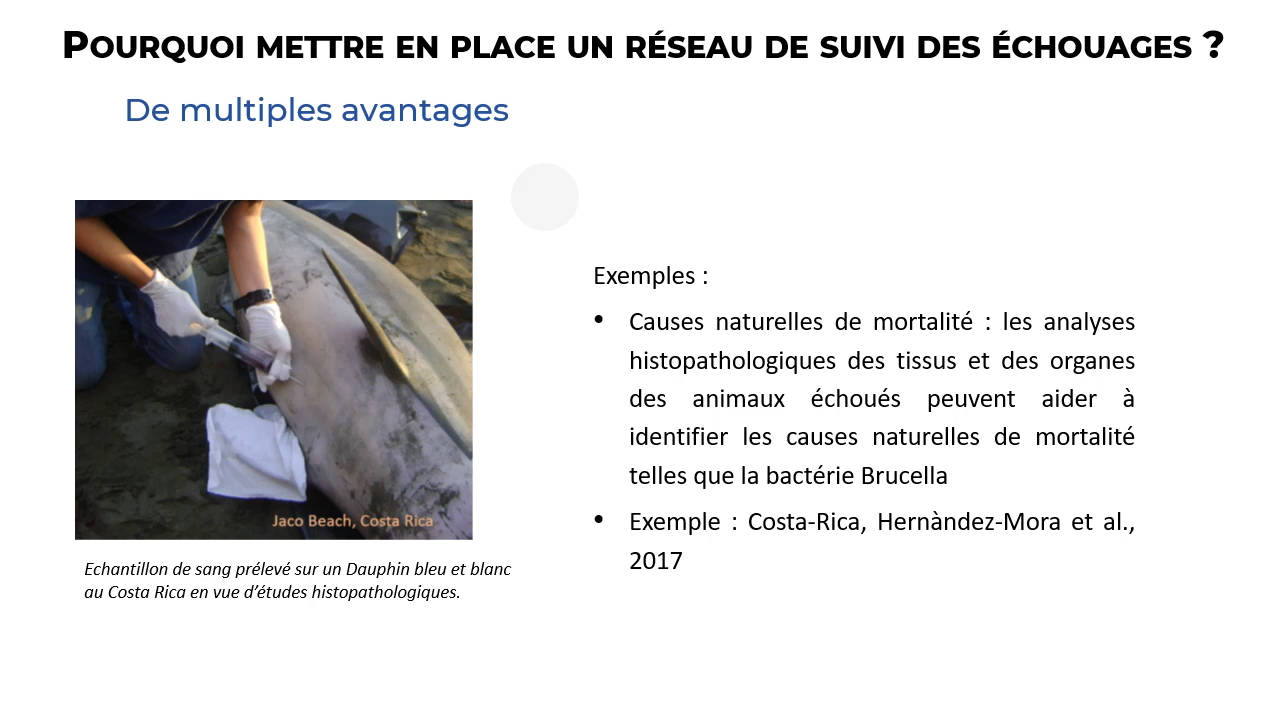 Pourquoi mettre en place un réseau de suivi des échouages ?
De multiples avantages
Jaco Beach, Costa Rica
Echantillon de sang prélevé sur un Dauphin bleu et blanc
au Costa Rica en vue d’études histopathologiques.
Exemples :
• Causes naturelles de mortalité : les analyses
histopathologiques des tissus et des organes
des animaux échoués peuvent aider à
identifier les causes naturelles de mortalité
telles que la bactérie Brucella
• Exemple : Costa-Rica, Hernàndez-Mora et al.,
2017